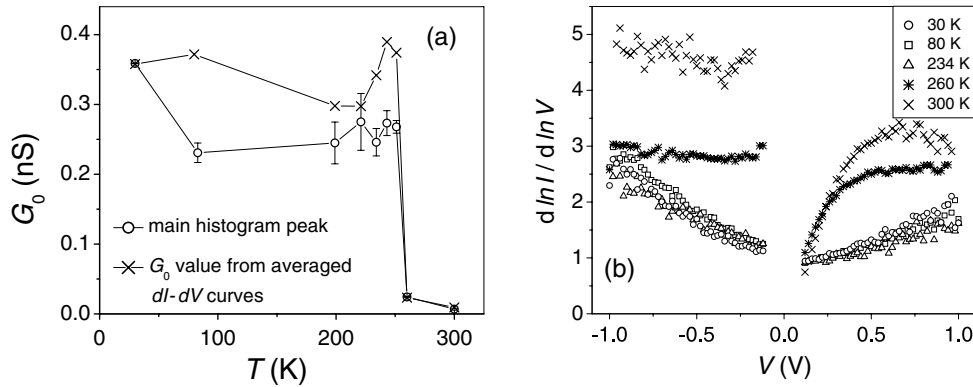 (a)
0.4
0.3
0.2
0.1
0.0
G₀ (nS)
main histogram peak
G₀ value from averaged
dI-dV curves
0 100 200 300
T (K)
5
4
3
2
1
0
d ln I / d ln V
30 K
80 K
234 K
260 K
300 K
(b)
-1.0 -0.5 0.0 0.5 1.0
V (V)